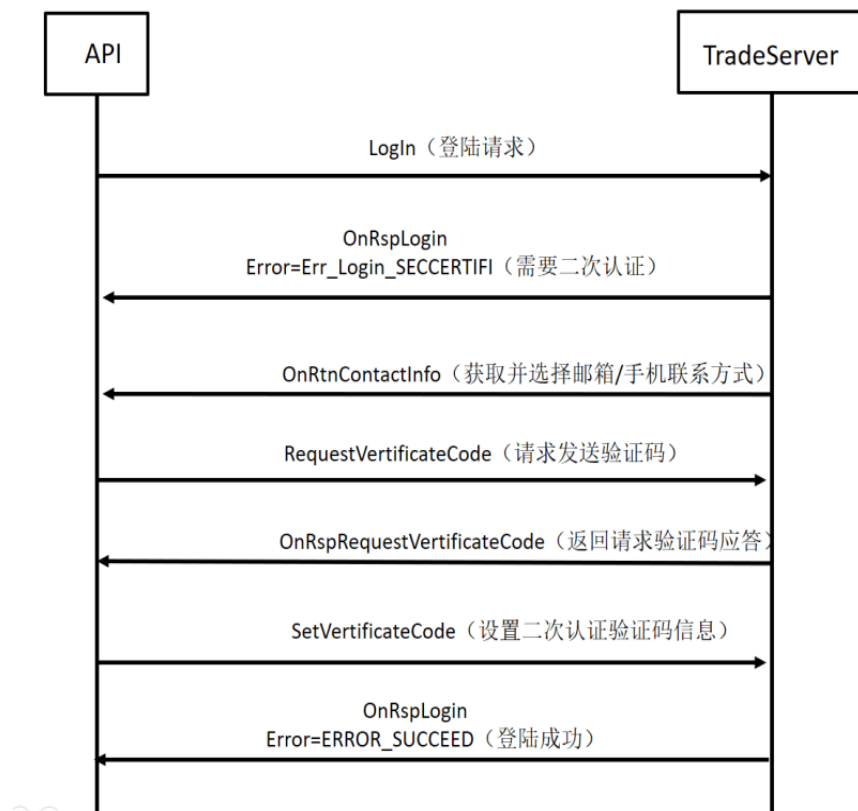 API
TradeServer
LogIn（登陆请求）
OnRspLogin
Error=Err_Login_SECCERTIFI（需要二次认证）
OnRtnContactInfo（获取并选择邮箱/手机联系方式）
RequestVertificateCode（请求发送验证码）
OnRspRequestVertificateCode（返回请求验证码应答）
SetVertificateCode（设置二次认证验证码信息）
OnRspLogin
Error=ERROR_SUCCEED（登陆成功）